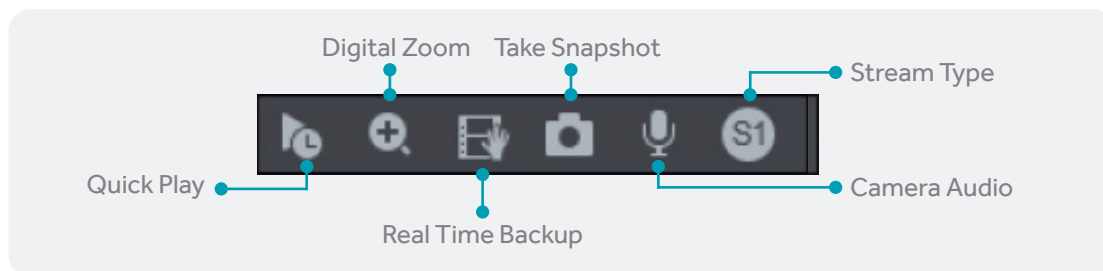 Digital Zoom Take Snapshot
Stream Type
S1
Quick Play
Camera Audio
Real Time Backup